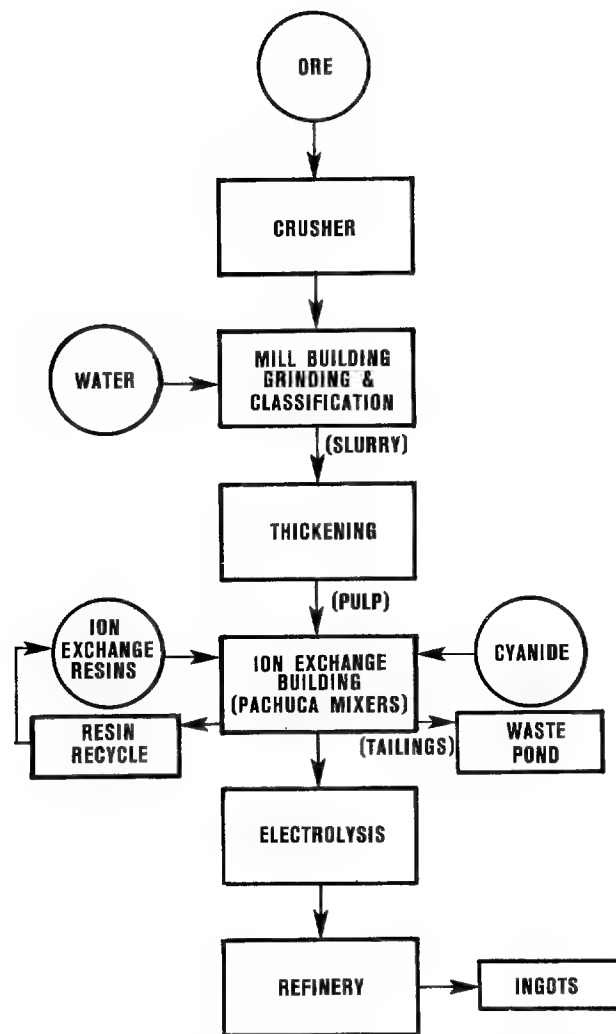 ORE
CRUSHER
WATER
MILL BUILDING
GRINDING &
CLASSIFICATION
(SLURRY)
THICKENING
(PULP)
ION
EXCHANGE
RESINS
ION EXCHANGE
BUILDING
(PACHUCA MIXERS)
CYANIDE
RESIN
RECYCLE
(TAILINGS)
WASTE
POND
ELECTROLYSIS
REFINERY
INGOTS